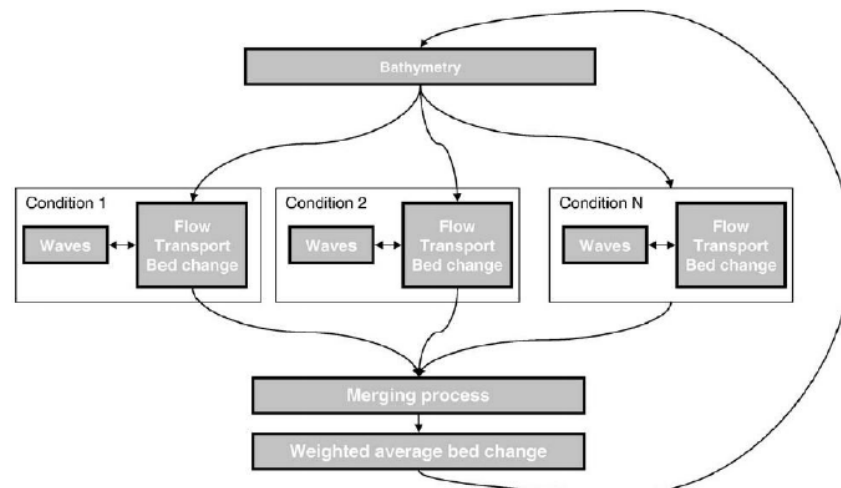 Bathymetry
Condition 1
Waves
Flow
Transport
Bed change
Condition 2
Waves
Flow
Transport
Bed change
Condition N
Waves
Flow
Transport
Bed change
Merging process
Weighted average bed change